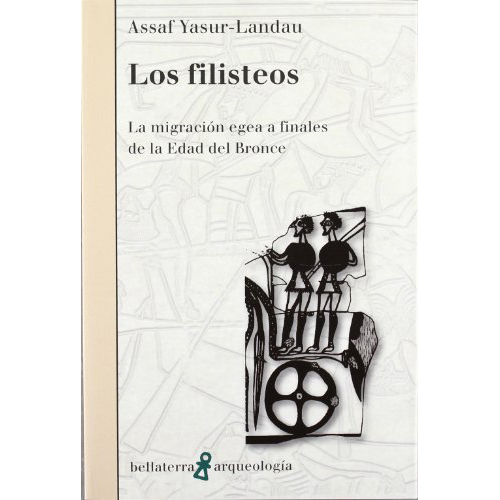 Assaf Yasur-Landau
Los filisteos
La migración egea a finales
de la Edad del Bronce
bellaterra arqueología